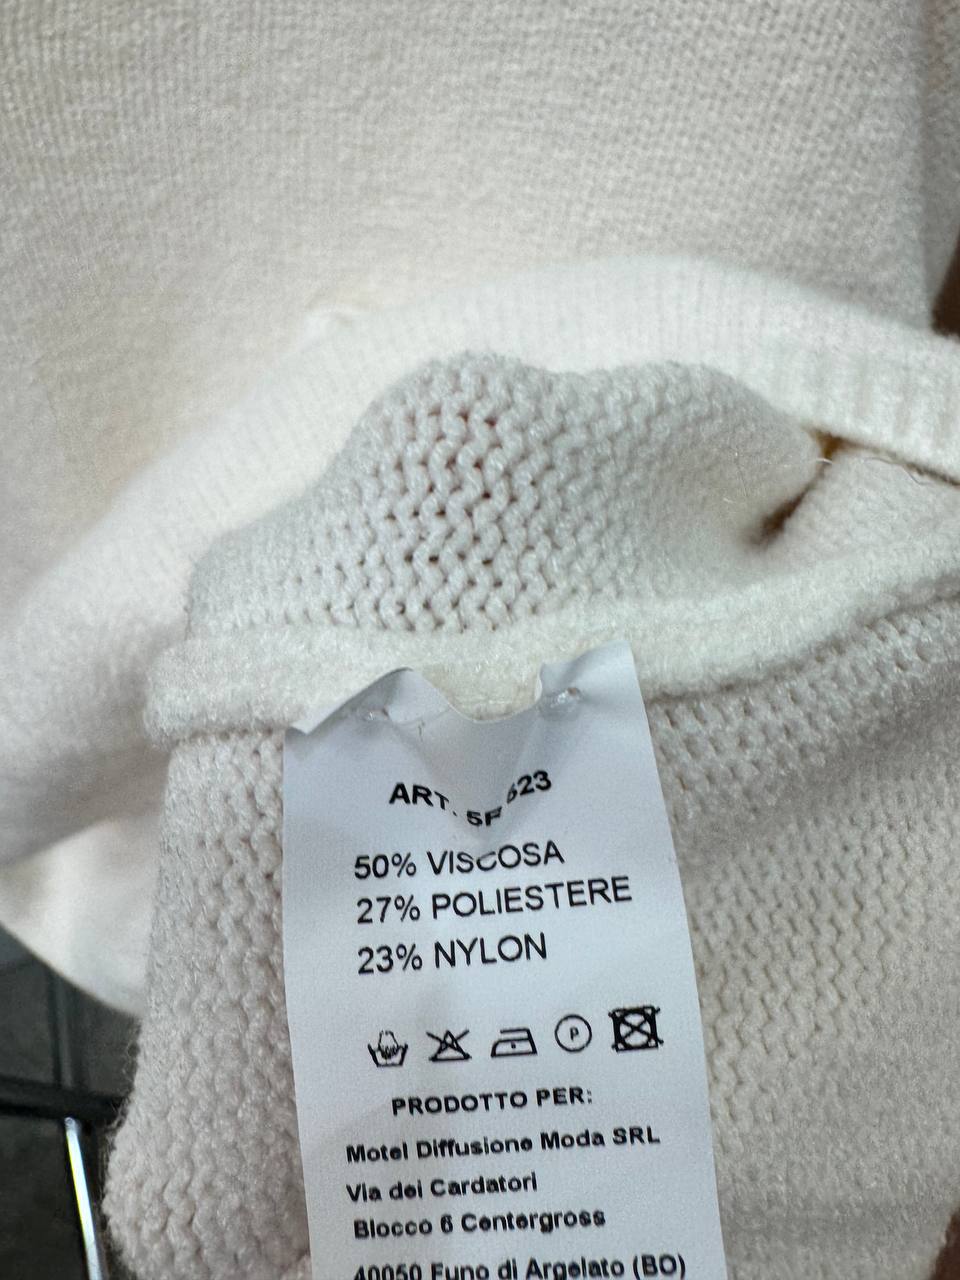 ART. 5F 523
50% VISCOSA
27% POLIESTERE
23% NYLON
P
PRODOTTO PER:
Motel Diffusione Moda SRL
Via dei Cardatori
Blocco 6 Centergross
40050 Funo di Argelato (BO)